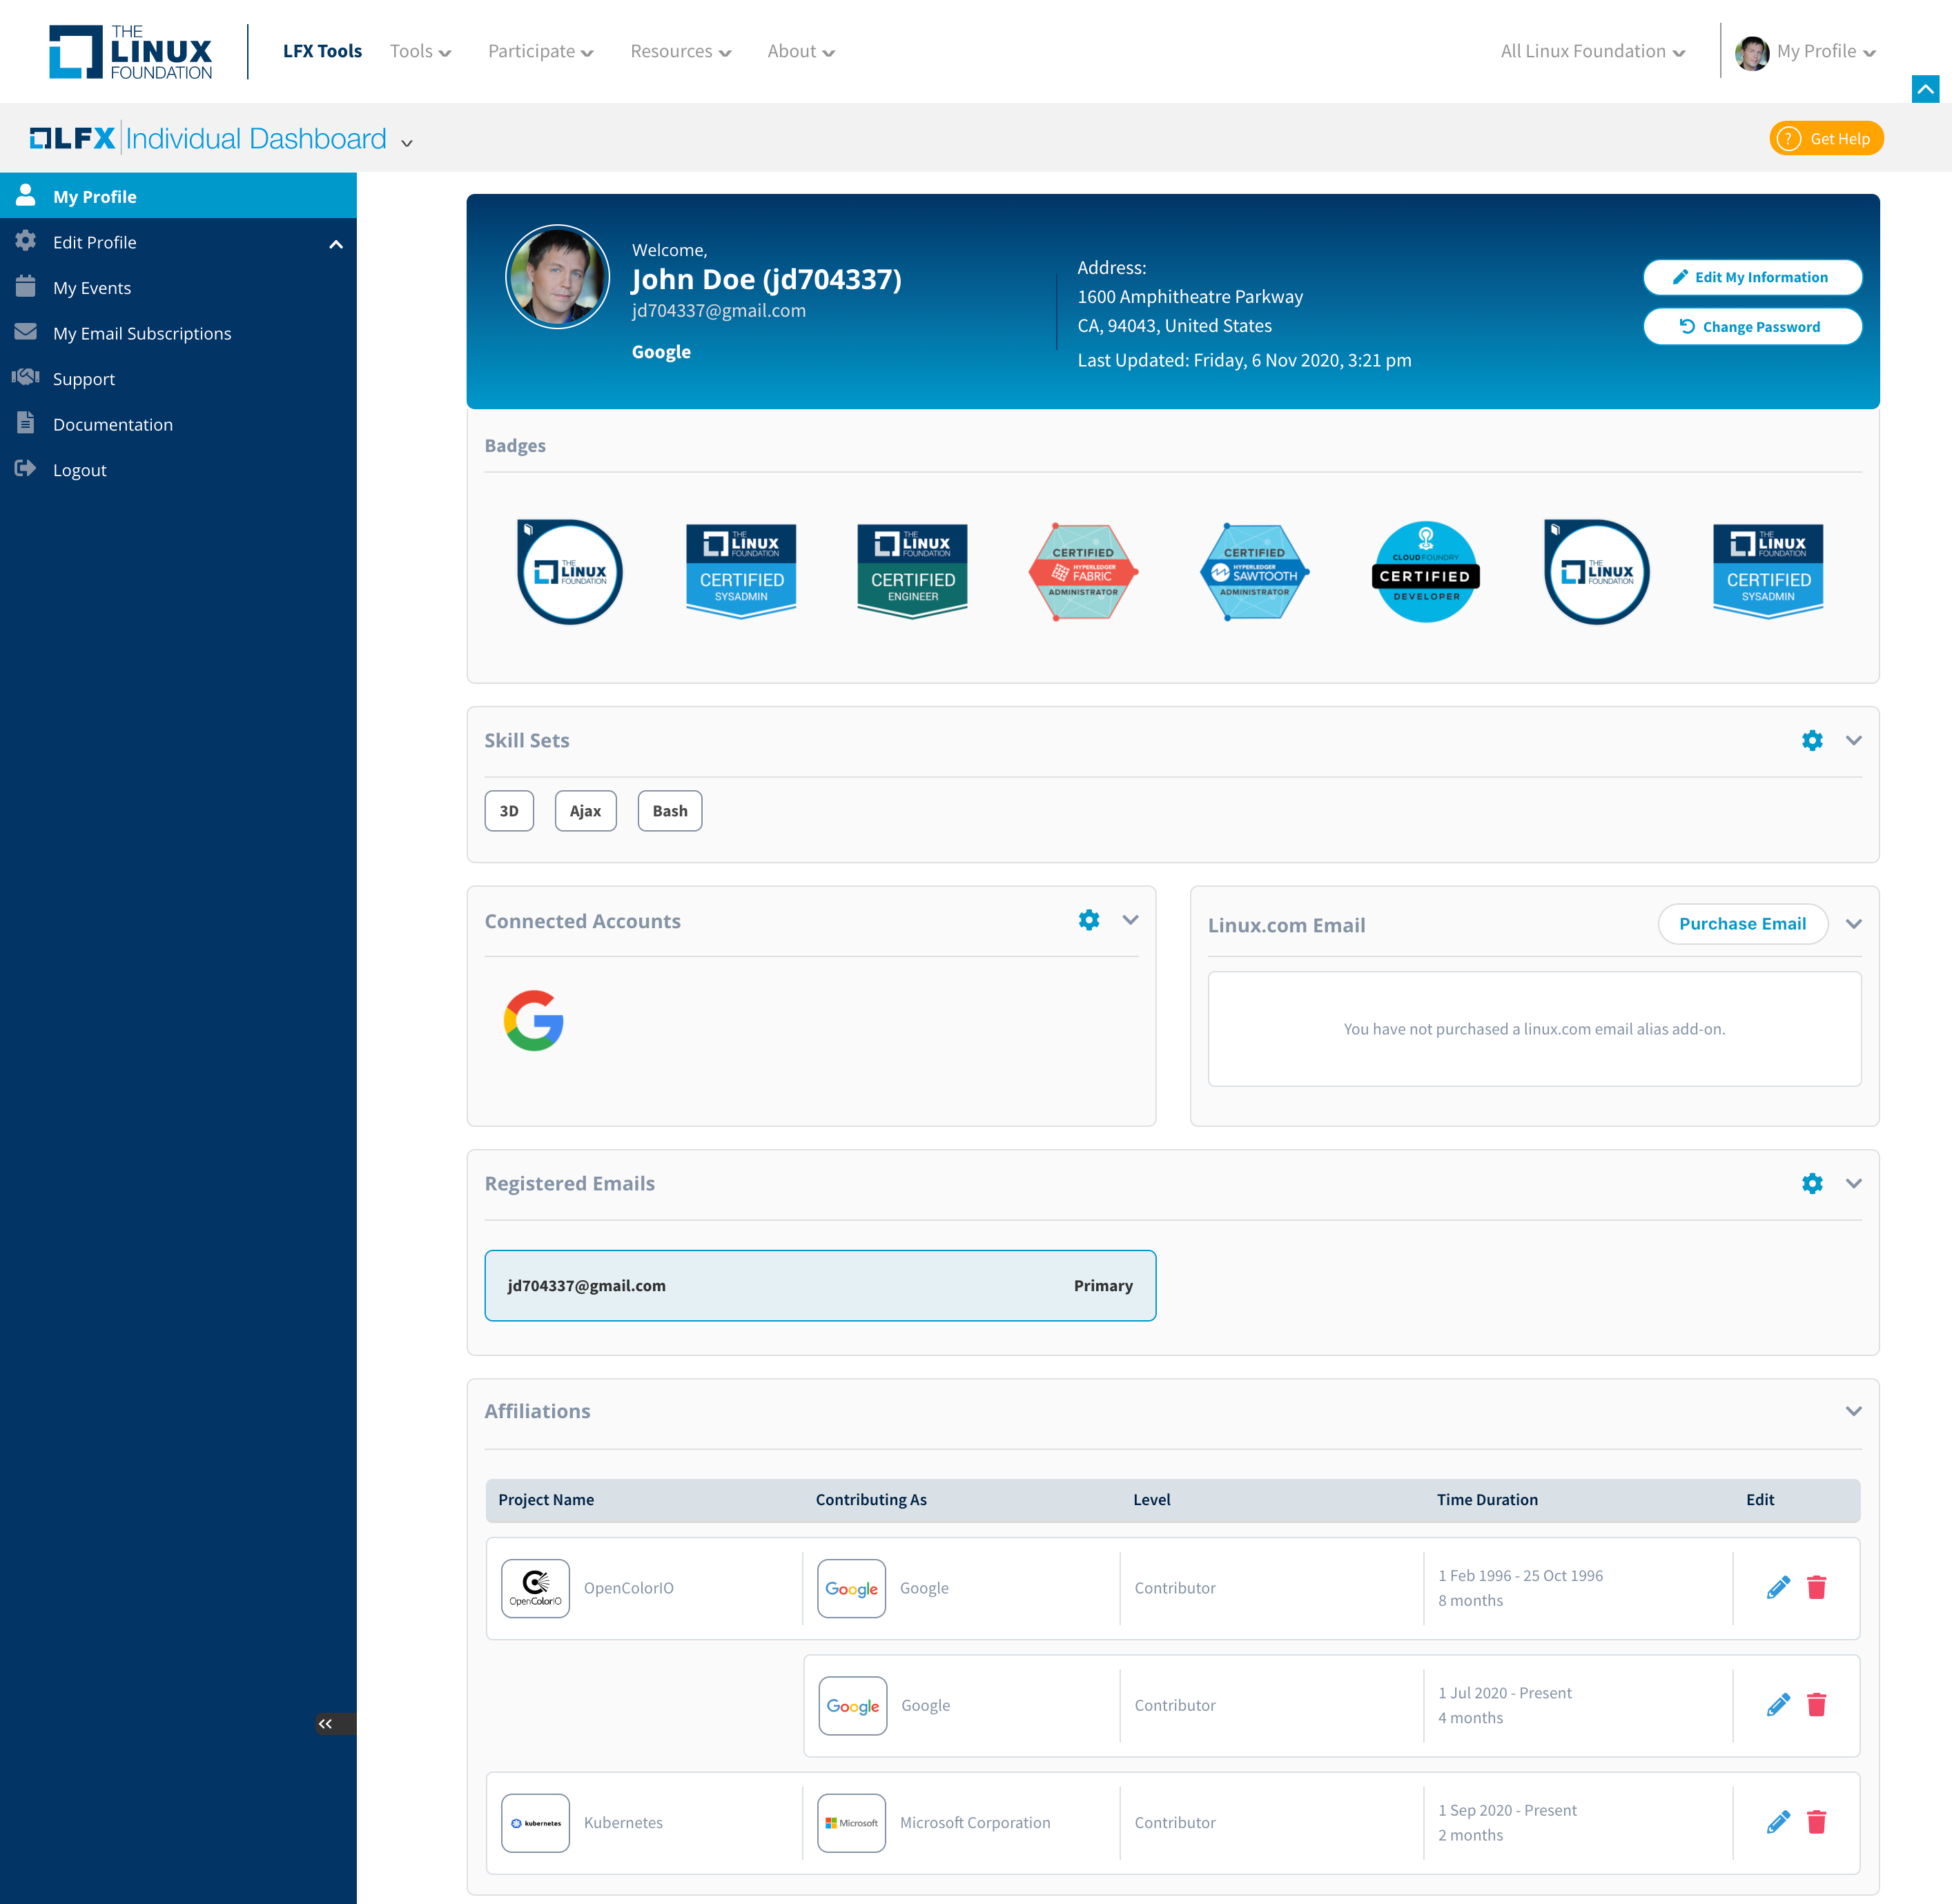 THE
LINUX
FOUNDATION
LFX Tools
Tools
Participate
Resources
About
All Linux Foundation
My Profile
LFX Individual Dashboard
? Get Help
My Profile
Edit Profile
My Events
My Email Subscriptions
Support
Documentation
Logout
Welcome,
John Doe (jd704337)
jd704337@gmail.com
Google
Address:
1600 Amphitheatre Parkway
CA, 94043, United States
Last Updated: Friday, 6 Nov 2020, 3:21 pm
Edit My Information
Change Password
Badges
THE
LINUX
FOUNDATION
THE
LINUX
FOUNDATION
CERTIFIED
SYSADMIN
THE
LINUX
FOUNDATION
CERTIFIED
ENGINEER
CERTIFIED
HYPERLEDGER
FABRIC
ADMINISTRATOR
CERTIFIED
HYPERLEDGER
SAWTOOTH
ADMINISTRATOR
CLOUD FOUNDRY
CERTIFIED
DEVELOPER
THE
LINUX
FOUNDATION
THE
LINUX
FOUNDATION
CERTIFIED
SYSADMIN
Skill Sets
3D
Ajax
Bash
Connected Accounts
Linux.com Email
Purchase Email
You have not purchased a linux.com email alias add-on.
Registered Emails
jd704337@gmail.com
Primary
Affiliations
Project Name
Contributing As
Level
Time Duration
Edit
OpenColorIO
OpenColorIO
Google
Google
Contributor
1 Feb 1996 - 25 Oct 1996
8 months
Google
Google
Contributor
1 Jul 2020 - Present
4 months
kubernetes
Kubernetes
Microsoft
Microsoft Corporation
Contributor
1 Sep 2020 - Present
2 months